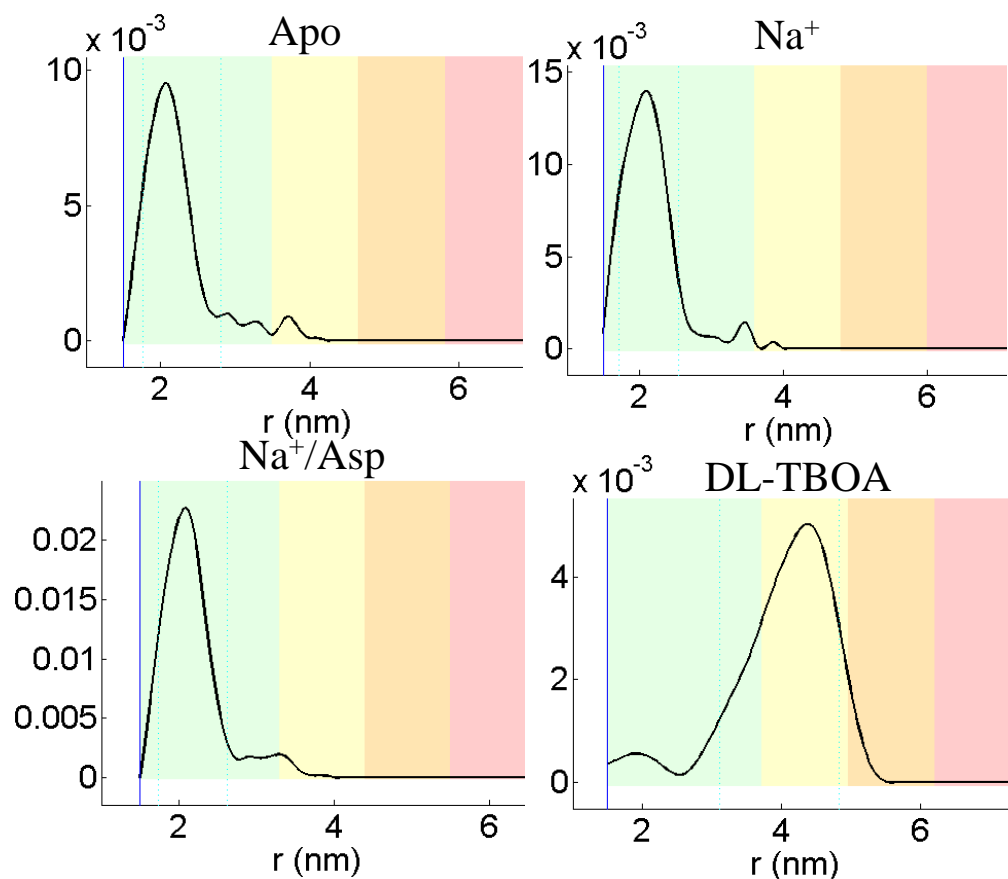 Apo
x 10⁻³
10
5
0
2 4 6
r (nm)
Na⁺
x 10⁻³
15
10
5
0
2 4 6
r (nm)
Na⁺/Asp
0.02
0.015
0.01
0.005
0
2 4 6
r (nm)
DL-TBOA
x 10⁻³
4
2
0
2 4 6
r (nm)